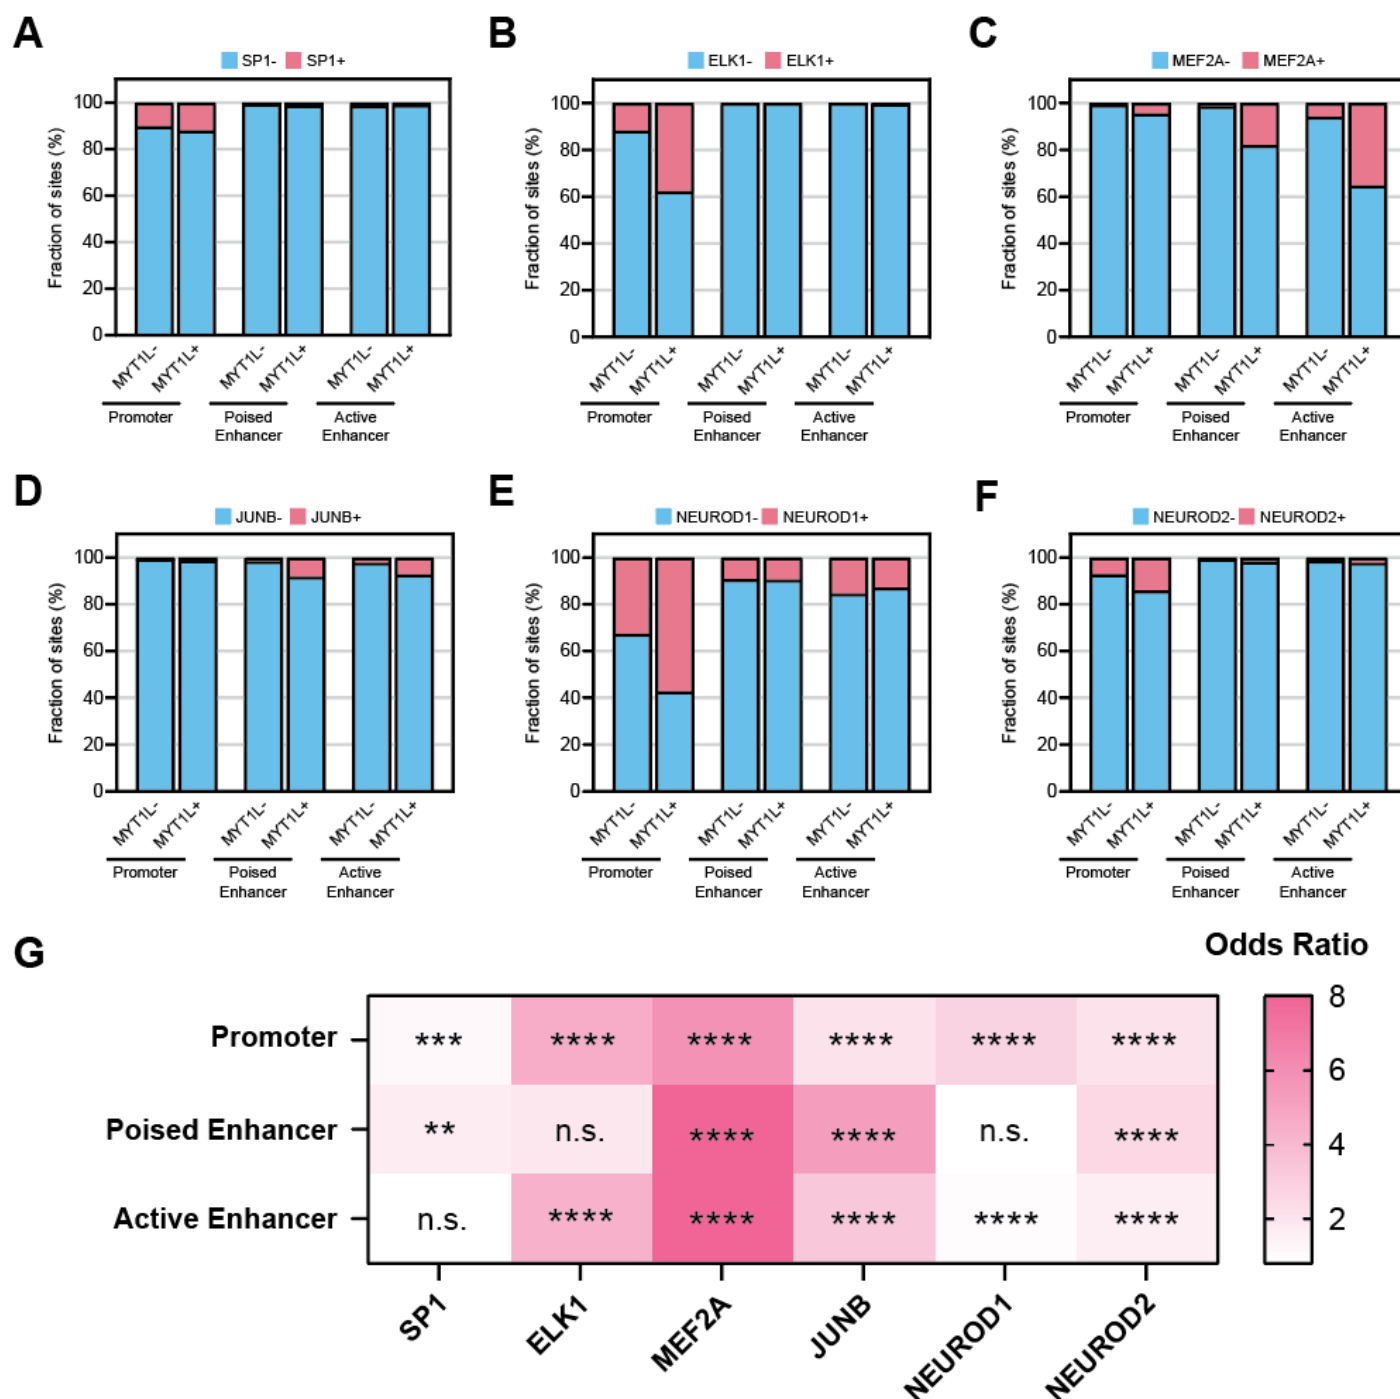 A
SP1- SP1+
Fraction of sites (%)
100
80
60
40
20
0
MYT1L- MYT1L+ MYT1L- MYT1L+ MYT1L- MYT1L+
Promoter Poised Enhancer Active Enhancer
B
ELK1- ELK1+
Fraction of sites (%)
100
80
60
40
20
0
MYT1L- MYT1L+ MYT1L- MYT1L+ MYT1L- MYT1L+
Promoter Poised Enhancer Active Enhancer
C
MEF2A- MEF2A+
Fraction of sites (%)
100
80
60
40
20
0
MYT1L- MYT1L+ MYT1L- MYT1L+ MYT1L- MYT1L+
Promoter Poised Enhancer Active Enhancer
D
JUNB- JUNB+
Fraction of sites (%)
100
80
60
40
20
0
MYT1L- MYT1L+ MYT1L- MYT1L+ MYT1L- MYT1L+
Promoter Poised Enhancer Active Enhancer
E
NEUROD1- NEUROD1+
Fraction of sites (%)
100
80
60
40
20
0
MYT1L- MYT1L+ MYT1L- MYT1L+ MYT1L- MYT1L+
Promoter Poised Enhancer Active Enhancer
F
NEUROD2- NEUROD2+
Fraction of sites (%)
100
80
60
40
20
0
MYT1L- MYT1L+ MYT1L- MYT1L+ MYT1L- MYT1L+
Promoter Poised Enhancer Active Enhancer
G
Odds Ratio
8
6
4
2
Promoter *** **** **** **** **** ****
Poised Enhancer ** n.s. **** **** n.s. ****
Active Enhancer n.s. **** **** **** **** ****
SP1 ELK1 MEF2A JUNB NEUROD1 NEUROD2